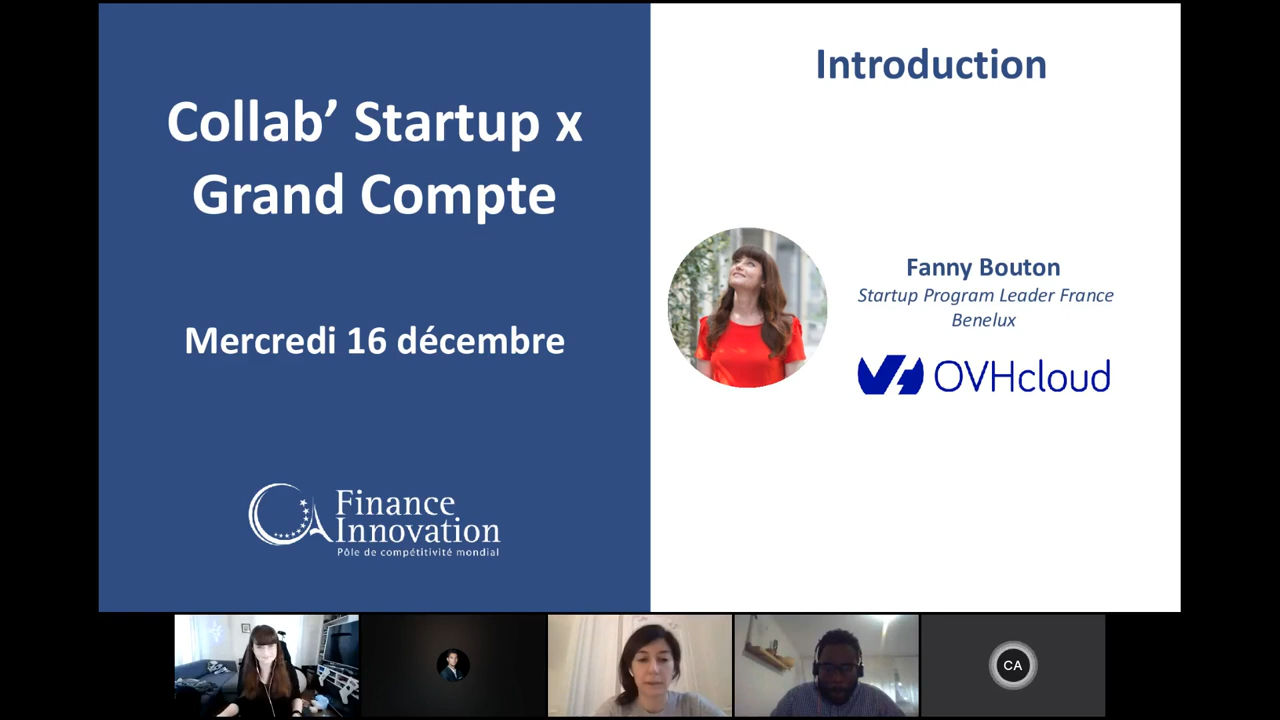 Collab’ Startup x
Grand Compte
Mercredi 16 décembre
Finance
Innovation
Pôle de compétitivité mondial
Introduction
Fanny Bouton
Startup Program Leader France
Benelux
OVHcloud
CA